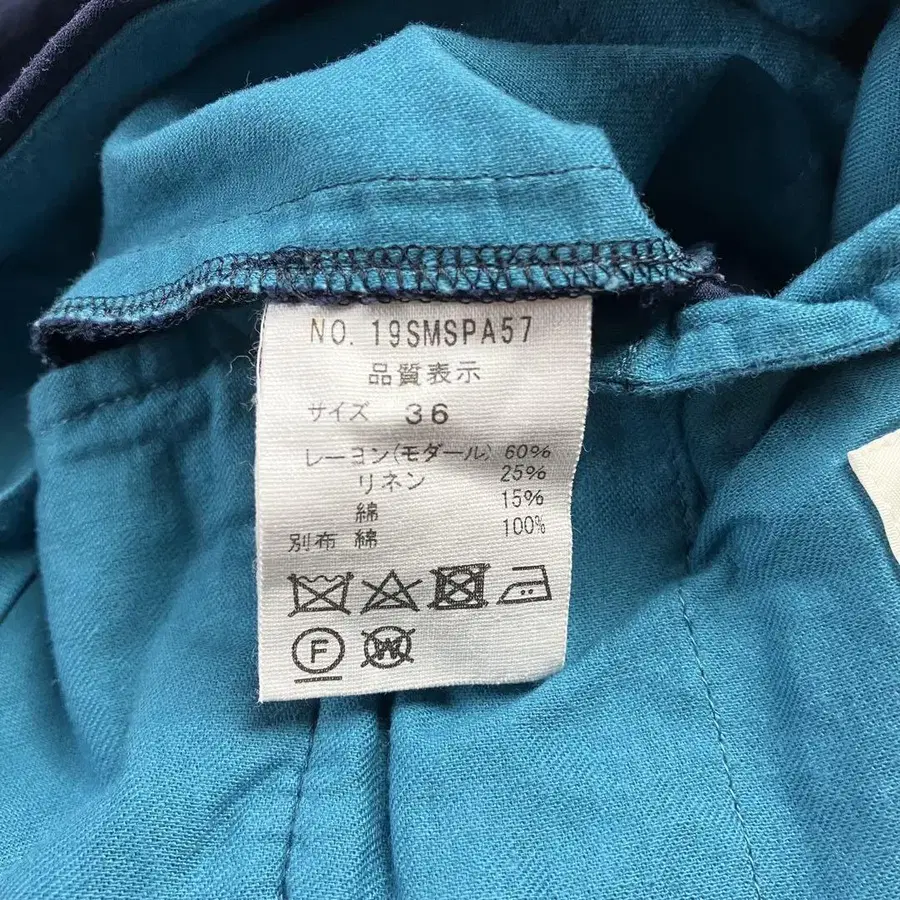 NO. 19SMSPA57
品質表示
サイズ 36
レーヨン(モダール) 60%
リネン 25%
綿 15%
別布 綿 100%
F W